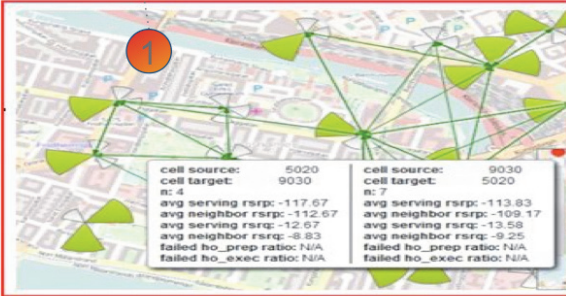 1
P
P
P
cell source: 5020
cell target: 9030
n: 4
avg serving rsrp: -117.67
avg neighbor rsrp: -112.67
avg serving rsrq: -12.67
avg neighbor rsrq: -8.83
failed ho_prep ratio: N/A
failed ho_exec ratio: N/A
cell source: 9030
cell target: 5020
n: 7
avg serving rsrp: -113.83
avg neighbor rsrp: -109.17
avg serving rsrq: -13.58
avg neighbor rsrq: -9.25
failed ho_prep ratio: N/A
failed ho_exec ratio: N/A